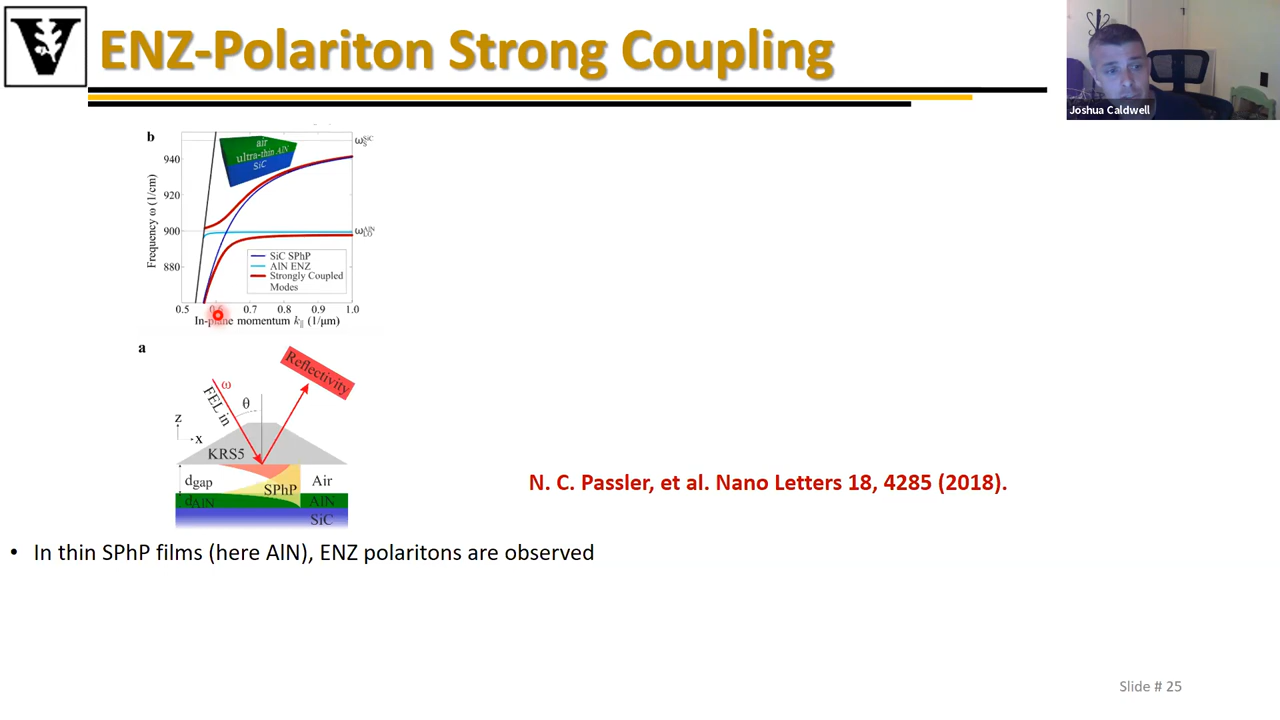 ENZ-Polariton Strong Coupling
Joshua Caldwell
b
air
ultra-thin AlN
SiC
ω_S^SiC
ω_LO^AlN
940
920
900
880
Frequency ω (1/cm)
SiC SPhP
AlN ENZ
Strongly Coupled
Modes
0.5 0.6 0.7 0.8 0.9 1.0
In-plane momentum k∥ (1/μm)
a
Reflectivity
ω
FEL in
θ
z
x
KRS5
dgap
SPhP
Air
dAlN
AlN
SiC
N. C. Passler, et al. Nano Letters 18, 4285 (2018).
• In thin SPhP films (here AlN), ENZ polaritons are observed
Slide # 25